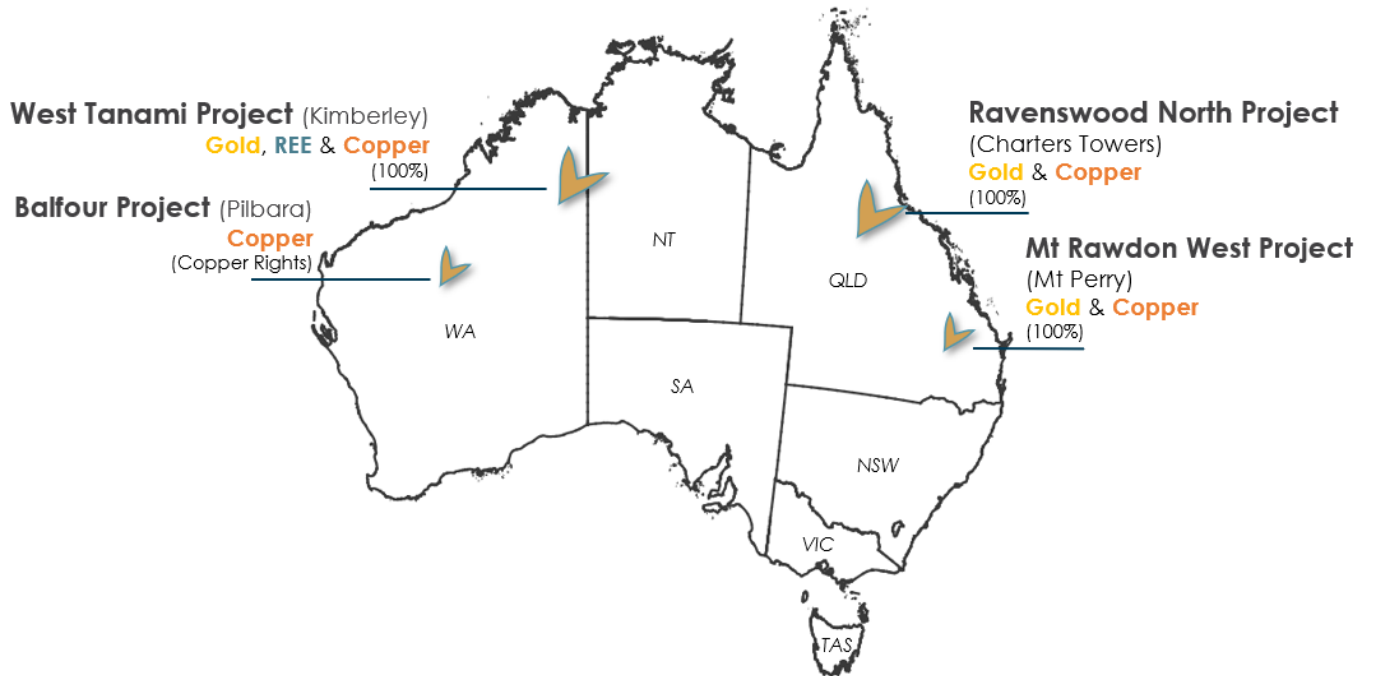 West Tanami Project (Kimberley)
Gold, REE & Copper
(100%)
Balfour Project (Pilbara)
Copper
(Copper Rights)
Ravenswood North Project
(Charters Towers)
Gold & Copper
(100%)
Mt Rawdon West Project
(Mt Perry)
Gold & Copper
(100%)
NT
QLD
WA
SA
NSW
VIC
TAS